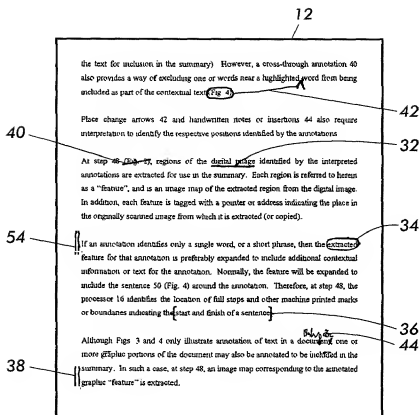 12
the text for inclusion in the summary) However, a cross-through annotation 40
also provides a way of excluding one or words near a highlighted word from being
included as part of the contextual text (Fig 4)
42
Place change arrows 42 and handwritten notes or insertions 44 also require
interpretation to identify the respective positions identified by the annotations
40
32
At step 48 (Fig. 4), regions of the digital image identified by the interpreted
annotations are extracted for use in the summary. Each region is referred to herein
as a "feature", and is an image map of the extracted region from the digital image.
In addition, each feature is tagged with a pointer or address indicating the place in
the originally scanned image from which it is extracted (or copied).
34
54
If an annotation identifies only a single word, or a short phrase, then the extracted
feature for that annotation is preferably expanded to include additional contextual
information or text for the annotation. Normally, the feature will be expanded to
include the sentence 50 (Fig. 4) around the annotation. Therefore, at step 48, the
processor 16 identifies the location of full stops and other machine printed marks
or boundaries indicating the [start and finish of a sentence]
36
44
Although Figs 3 and 4 only illustrate annotation of text in a document one or
more graphic portions of the document may also be annotated to be included in the
38
summary. In such a case, at step 48, an image map corresponding to the annotated
graphic "feature" is extracted.